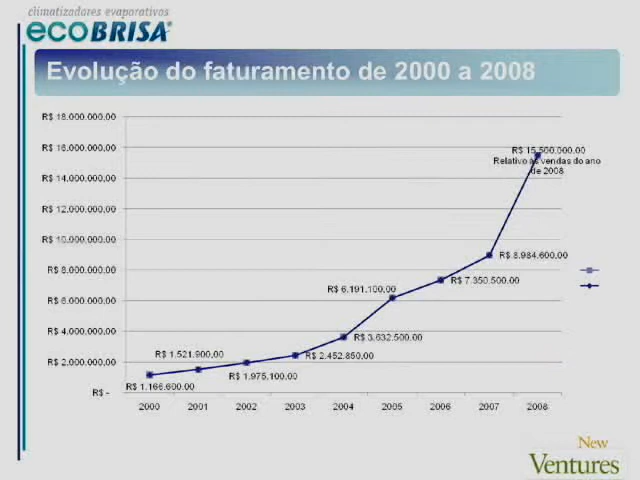 climatizadores evaporativos
ecoBRISA®
Evolução do faturamento de 2000 a 2008
R$ 18.000.000,00
R$ 16.000.000,00
R$ 14.000.000,00
R$ 12.000.000,00
R$ 10.000.000,00
R$ 8.000.000,00
R$ 6.000.000,00
R$ 4.000.000,00
R$ 2.000.000,00
R$ -
R$ 1.166.600,00
R$ 1.521.900,00
R$ 1.975.100,00
R$ 2.452.850,00
R$ 3.632.500,00
R$ 6.191.100,00
R$ 7.350.500,00
R$ 8.984.600,00
R$ 15.500.000,00
Relativo às vendas do ano
de 2008
2000 2001 2002 2003 2004 2005 2006 2007 2008
New
Ventures